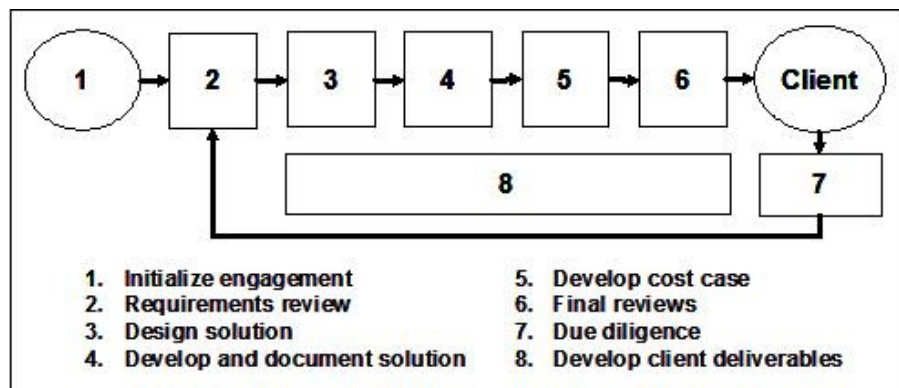 1
2
3
4
5
6
Client
8
7
1. Initialize engagement
2. Requirements review
3. Design solution
4. Develop and document solution
5. Develop cost case
6. Final reviews
7. Due diligence
8. Develop client deliverables